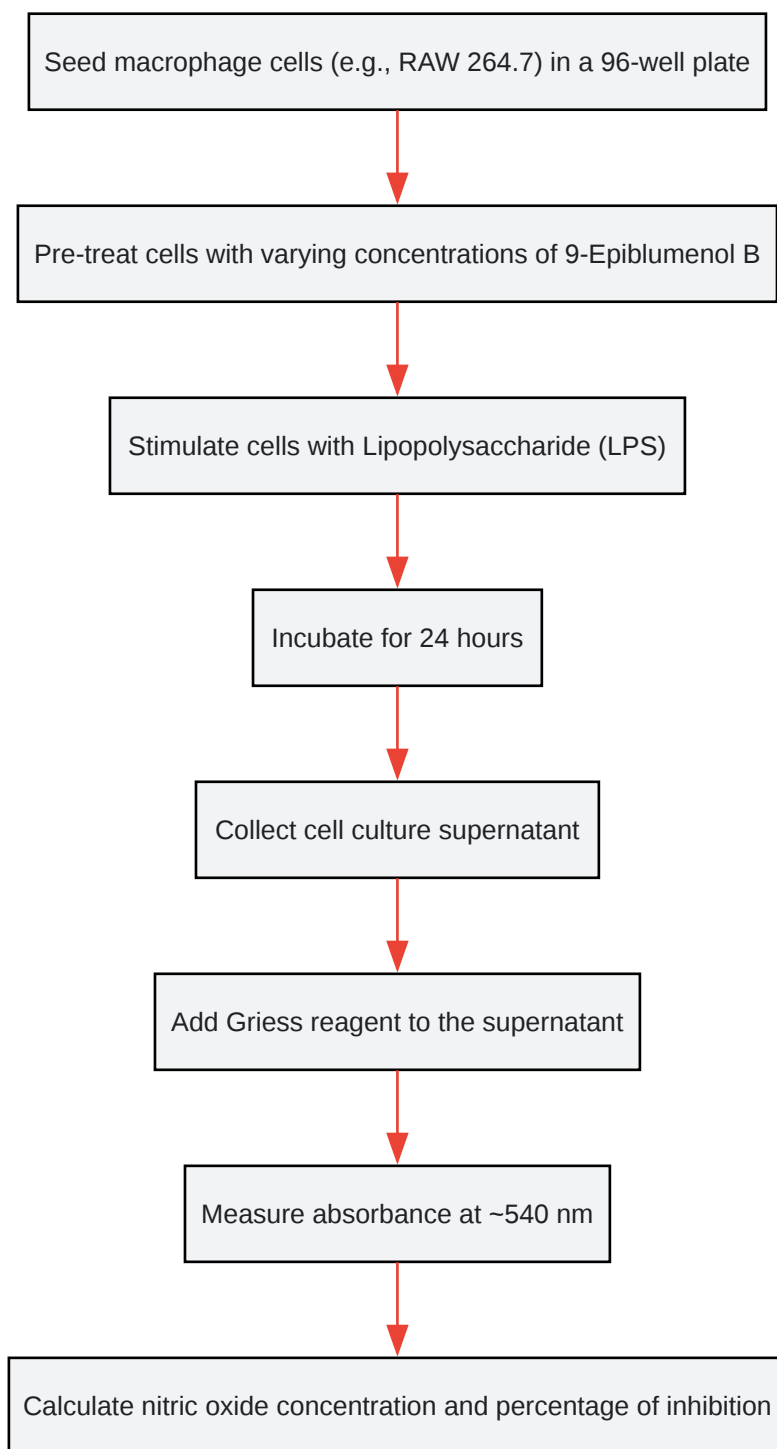 Seed macrophage cells (e.g., RAW 264.7) in a 96-well plate
Pre-treat cells with varying concentrations of 9-Epiblumenol B
Stimulate cells with Lipopolysaccharide (LPS)
Incubate for 24 hours
Collect cell culture supernatant
Add Griess reagent to the supernatant
Measure absorbance at ~540 nm
Calculate nitric oxide concentration and percentage of inhibition